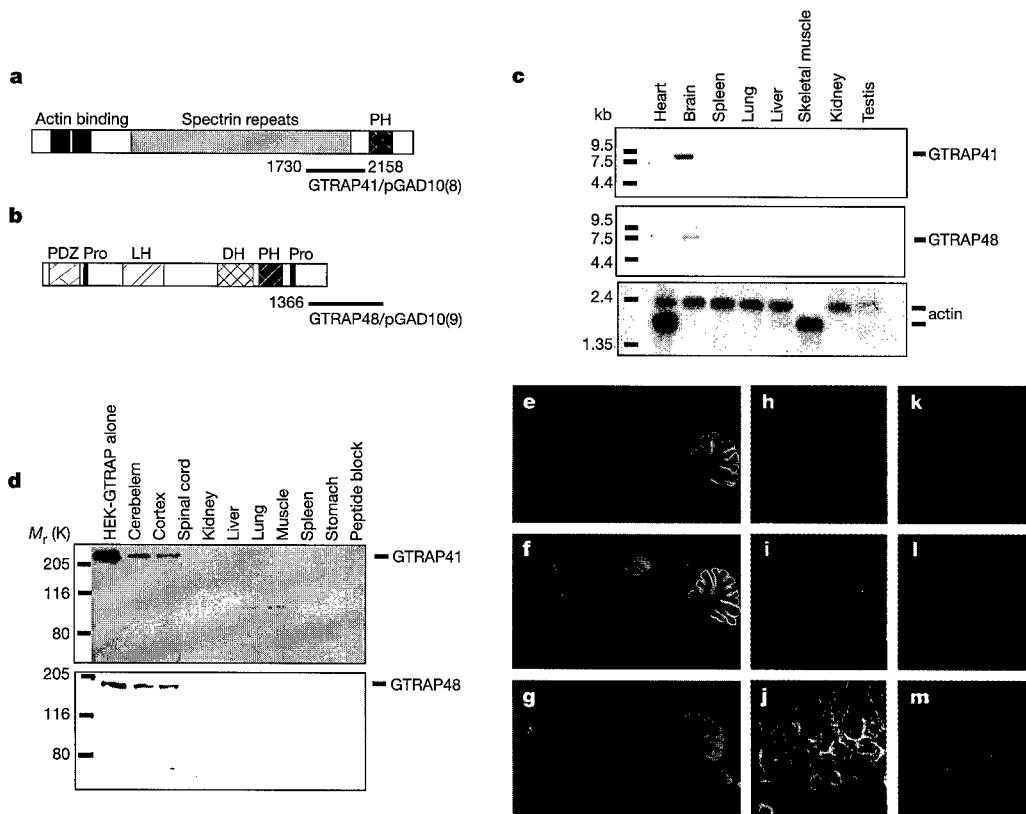 a
Actin binding Spectrin repeats PH
1730 2158
GTRAP41/pGAD10(8)
b
PDZ Pro LH DH PH Pro
1366
GTRAP48/pGAD10(9)
c
kb
Heart
Brain
Spleen
Lung
Liver
Skeletal muscle
Kidney
Testis
9.5
7.5
4.4
GTRAP41
9.5
7.5
4.4
GTRAP48
2.4
1.35
actin
d
Mr (K)
HEK-GTRAP alone
Cerebelem
Cortex
Spinal cord
Kidney
Liver
Lung
Muscle
Spleen
Stomach
Peptide block
205
116
80
GTRAP41
205
116
80
GTRAP48
e
h
k
f
i
l
g
j
m